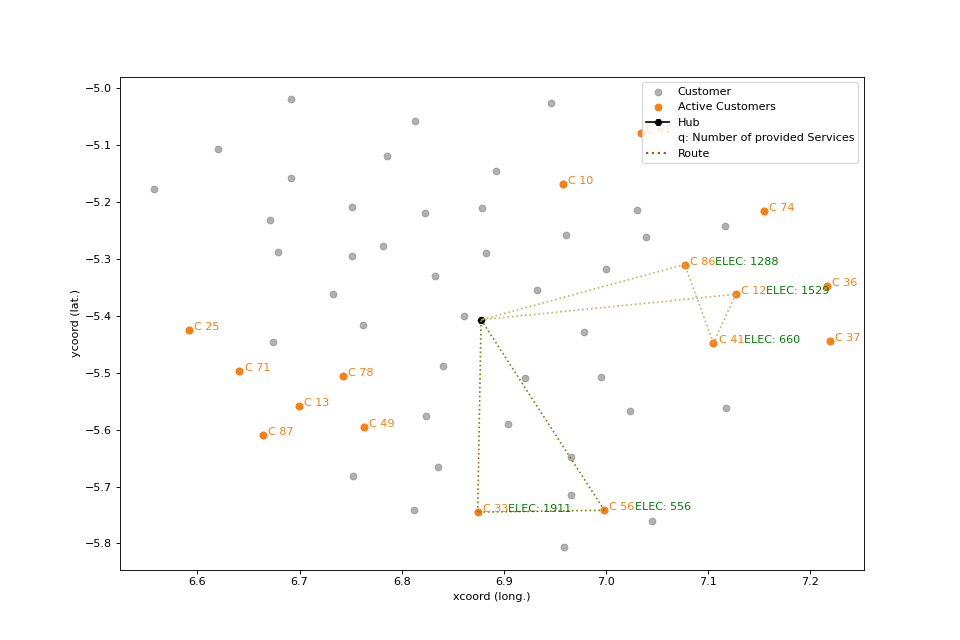 −5.0
Customer
Active Customers
Hub
q: Number of provided Services
Route
−5.1
C 10
−5.2
C 74
−5.3
C 86 ELEC: 1288
C 36
C 12 ELEC: 1529
−5.4
C 25
C 41 ELEC: 660
C 37
−5.5
C 71
C 78
C 13
−5.6
C 49
C 87
−5.7
C 33 ELEC: 1911
C 56 ELEC: 556
−5.8
ycoord (lat.)
6.6 6.7 6.8 6.9 7.0 7.1 7.2
xcoord (long.)